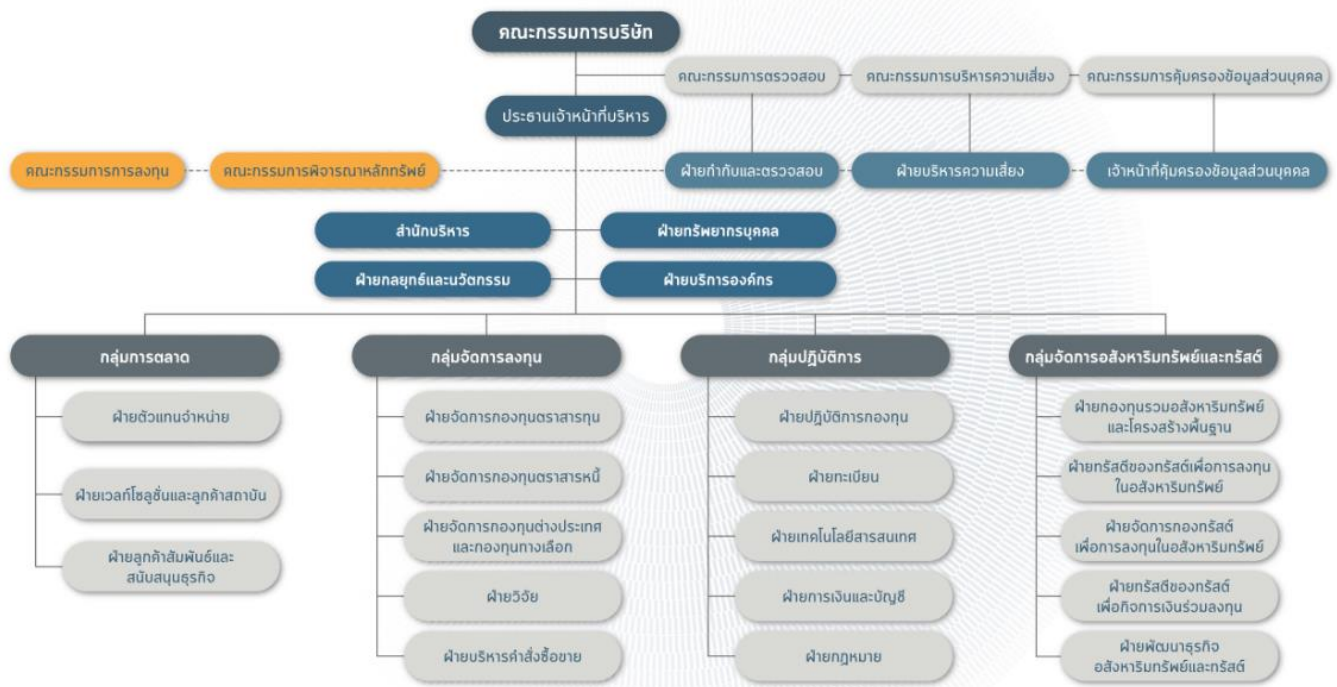 คณะกรรมการบริษัท
คณะกรรมการตรวจสอบ
คณะกรรมการบริหารความเสี่ยง
คณะกรรมการคุ้มครองข้อมูลส่วนบุคคล
ประธานเจ้าหน้าที่บริหาร
คณะกรรมการการลงทุน
คณะกรรมการพิจารณาหลักทรัพย์
ฝ่ายกำกับและตรวจสอบ
ฝ่ายบริหารความเสี่ยง
เจ้าหน้าที่คุ้มครองข้อมูลส่วนบุคคล
สำนักบริหาร
ฝ่ายทรัพยากรบุคคล
ฝ่ายกลยุทธ์และนวัตกรรม
ฝ่ายบริการองค์กร
กลุ่มการตลาด
ฝ่ายตัวแทนจำหน่าย
ฝ่ายเวลท์โซลูชั่นและลูกค้าสถาบัน
ฝ่ายลูกค้าสัมพันธ์และ
สนับสนุนธุรกิจ
กลุ่มจัดการลงทุน
ฝ่ายจัดการกองทุนตราสารทุน
ฝ่ายจัดการกองทุนตราสารหนี้
ฝ่ายจัดการกองทุนต่างประเทศ
และกองทุนทางเลือก
ฝ่ายวิจัย
ฝ่ายบริหารคำสั่งซื้อขาย
กลุ่มปฏิบัติการ
ฝ่ายปฏิบัติการกองทุน
ฝ่ายทะเบียน
ฝ่ายเทคโนโลยีสารสนเทศ
ฝ่ายการเงินและบัญชี
ฝ่ายกฎหมาย
กลุ่มจัดการอสังหาริมทรัพย์และทรัสต์
ฝ่ายกองทุนรวมอสังหาริมทรัพย์
และโครงสร้างพื้นฐาน
ฝ่ายทรัสตีของทรัสต์เพื่อการลงทุน
ในอสังหาริมทรัพย์
ฝ่ายจัดการกองทรัสต์
เพื่อการลงทุนในอสังหาริมทรัพย์
ฝ่ายทรัสตีของทรัสต์
เพื่อกิจการเงินร่วมลงทุน
ฝ่ายพัฒนาธุรกิจ
อสังหาริมทรัพย์และทรัสต์